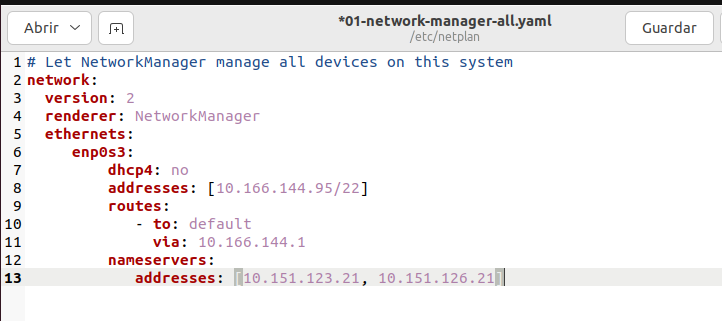 Abrir
*01-network-manager-all.yaml
/etc/netplan
Guardar
1 # Let NetworkManager manage all devices on this system
2 network:
3   version: 2
4   renderer: NetworkManager
5   ethernets:
6      enp0s3:
7          dhcp4: no
8          addresses: [10.166.144.95/22]
9          routes:
10            - to: default
11              via: 10.166.144.1
12         nameservers:
13            addresses: [10.151.123.21, 10.151.126.21]